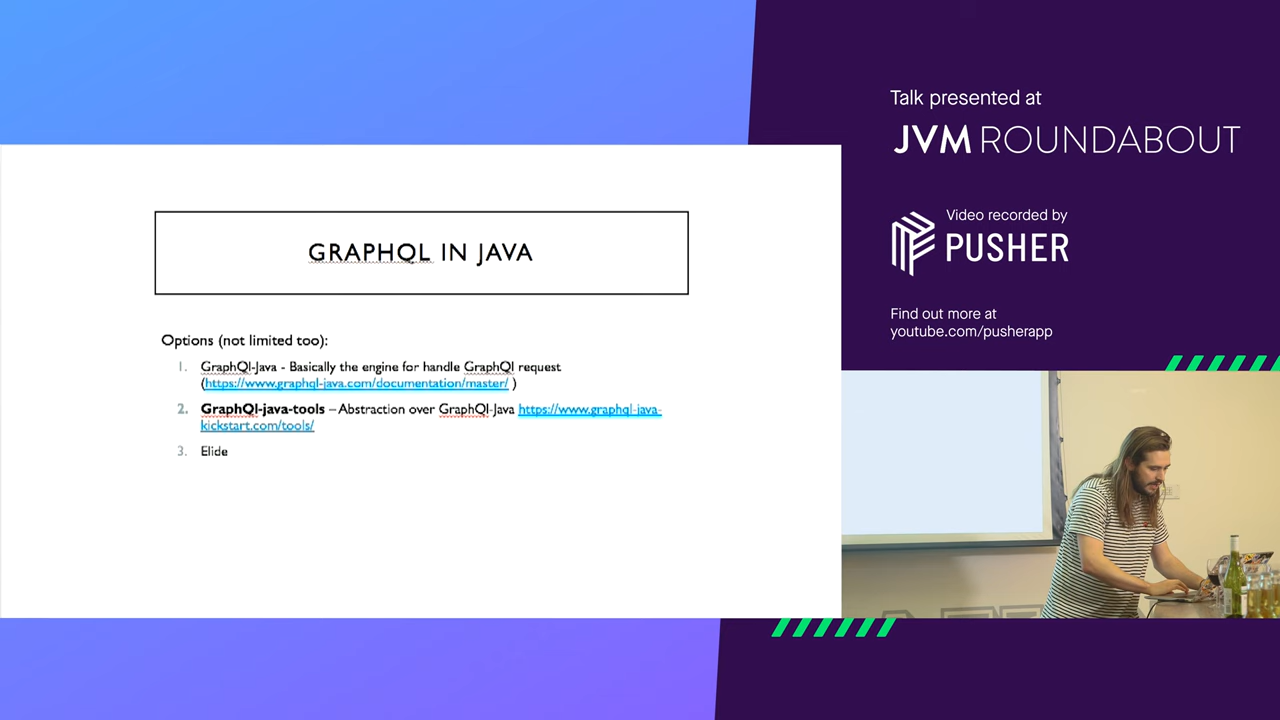 Talk presented at
JVM ROUNDABOUT
Video recorded by
PUSHER
Find out more at
youtube.com/pusherapp
GRAPHQL IN JAVA
Options (not limited too):
1. GraphQl-Java - Basically the engine for handle GraphQl request
(https://www.graphql-java.com/documentation/master/ )
2. GraphQl-java-tools – Abstraction over GraphQl-Java https://www.graphql-java-
kickstart.com/tools/
3. Elide